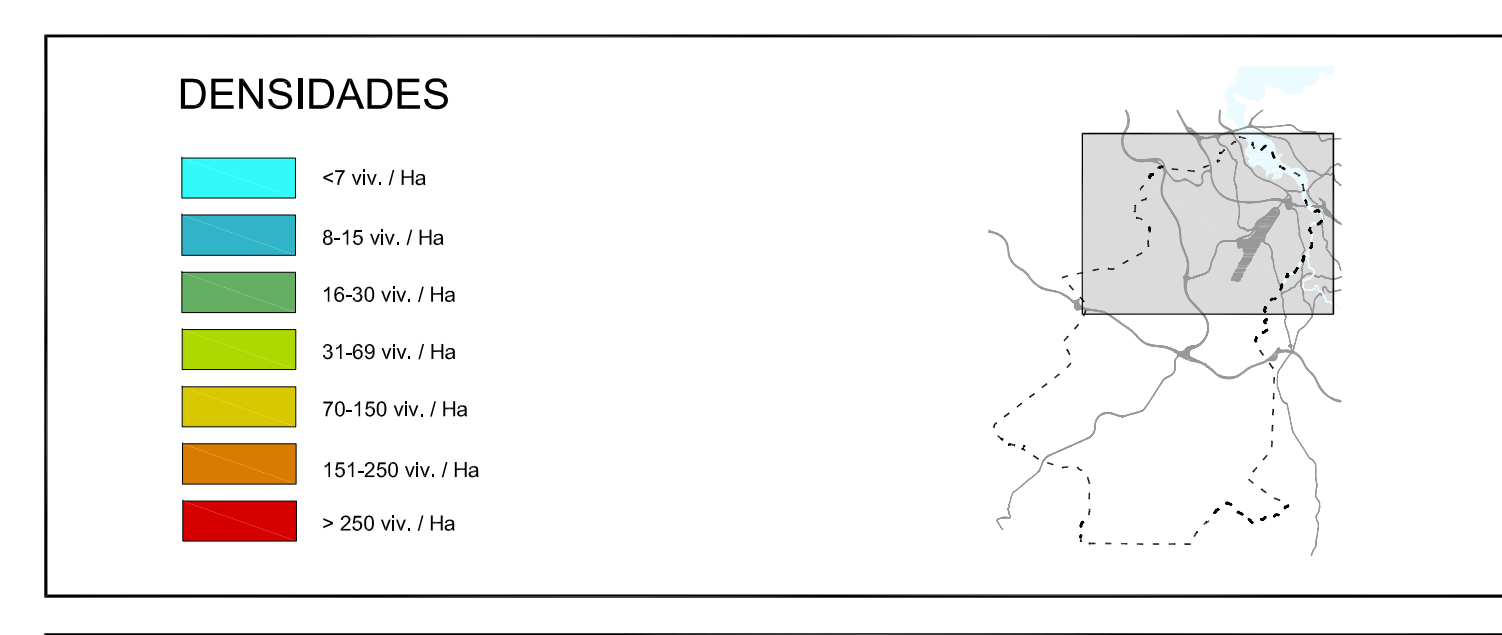 DENSIDADES
<7 viv. / Ha
8-15 viv. / Ha
16-30 viv. / Ha
31-69 viv. / Ha
70-150 viv. / Ha
151-250 viv. / Ha
> 250 viv. / Ha